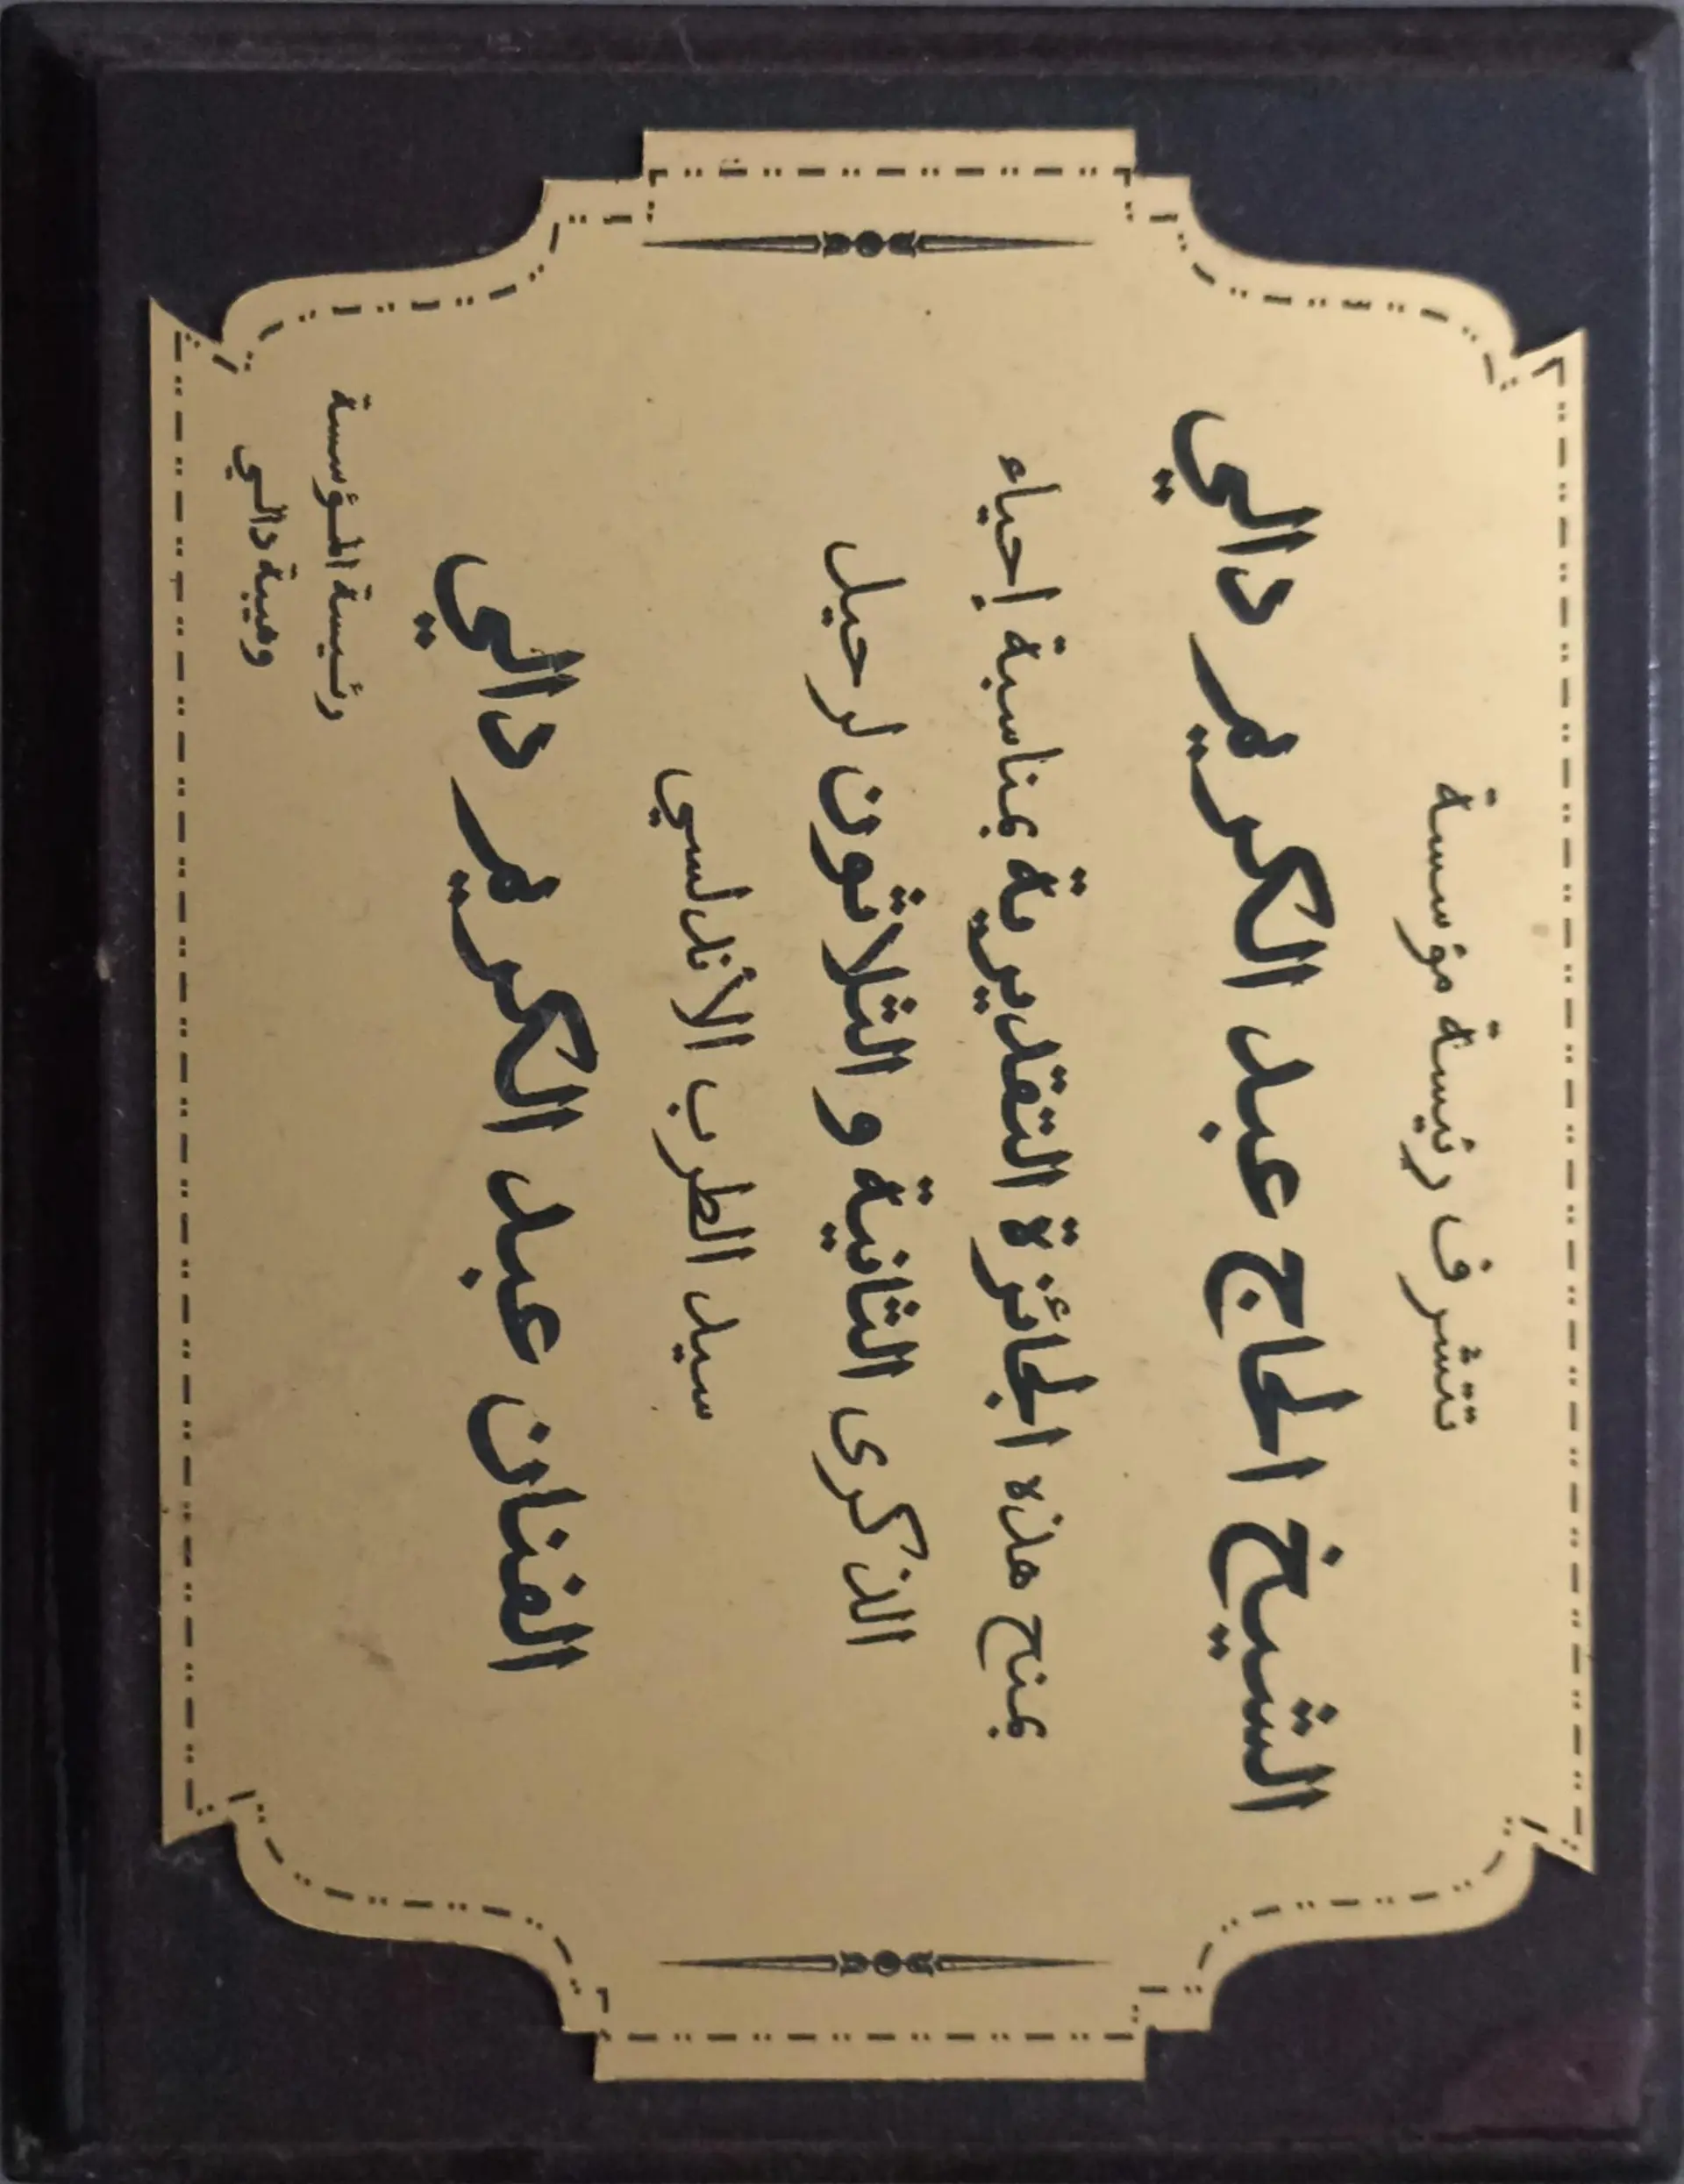 تتشرف رئيسة مؤسسة
الشيخ الحاج عبد الكريم دالي
بمنح هذه الجائزة التقديرية بمناسبة إحياء
الذكرى الثانية و الثلاثون لرحيل
سيد الطرب الأندلسي
الفنان عبد الكريم دالي
رئيسة المؤسسة
وهيبة دالي